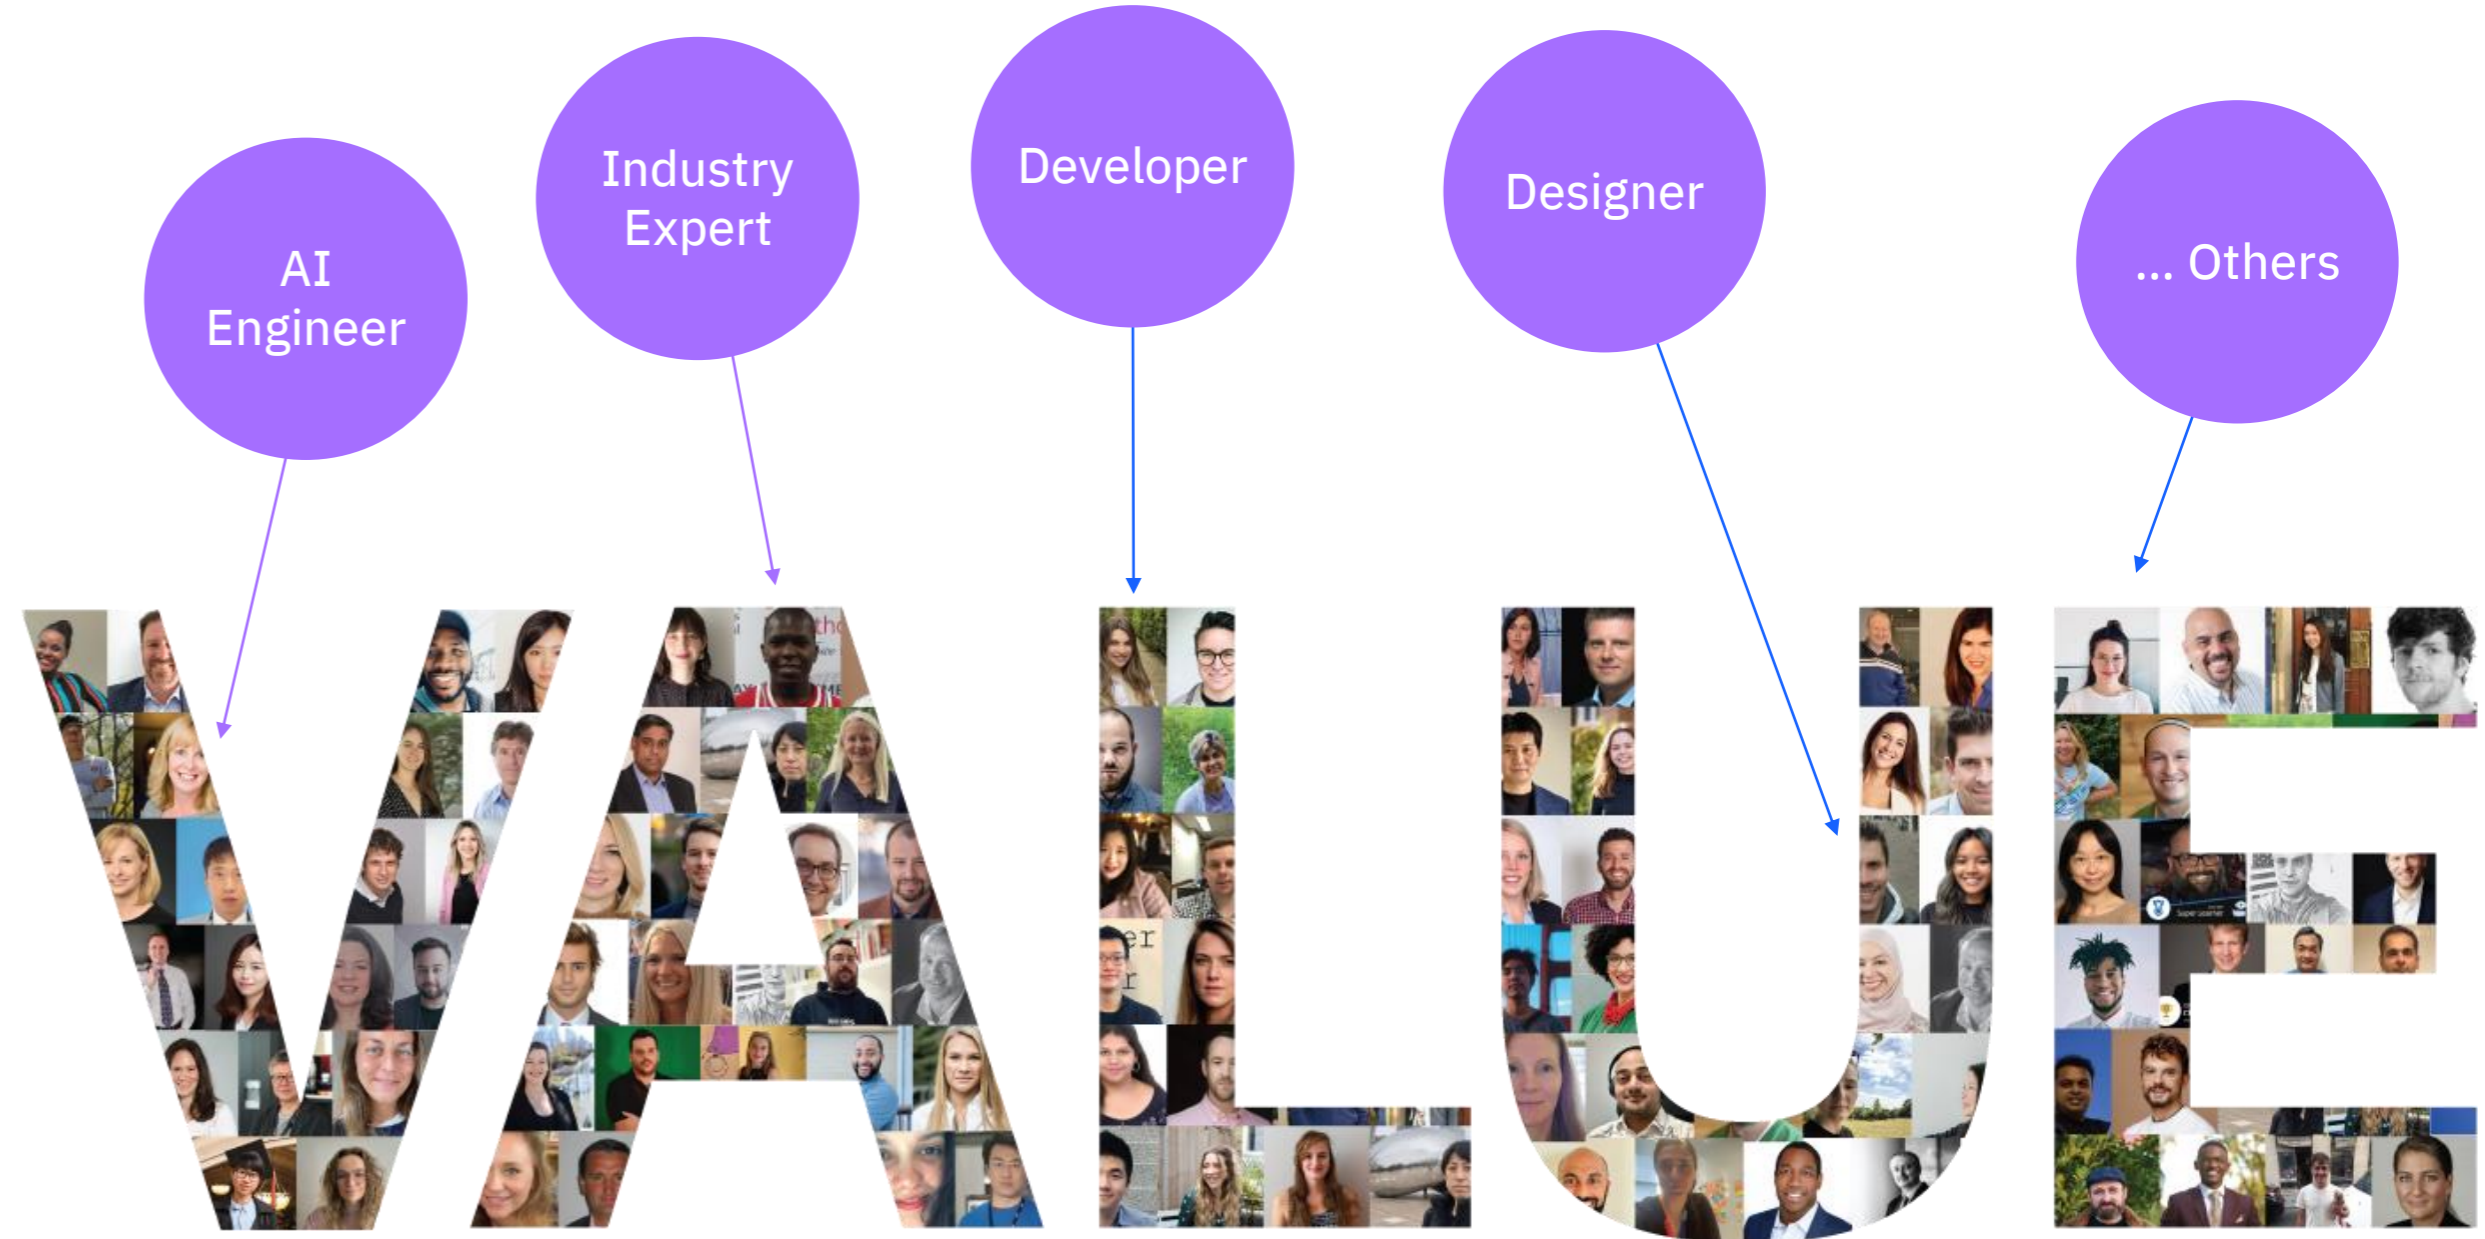 AI
Engineer
Industry
Expert
Developer
Designer
... Others
VALUE